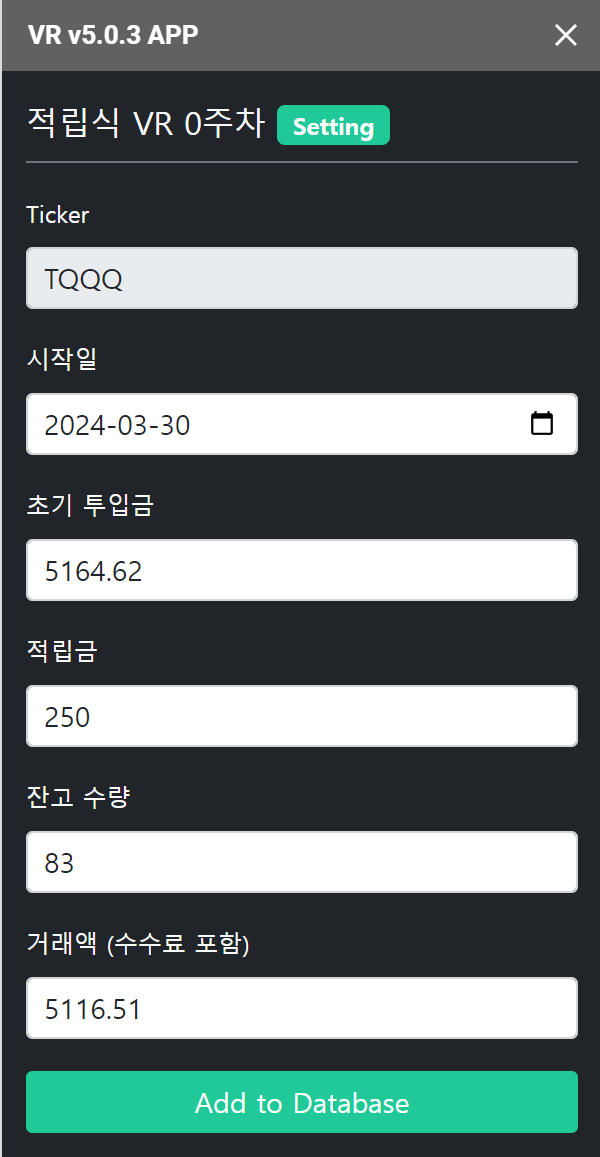 VR v5.0.3 APP
적립식 VR 0주차 Setting
Ticker
TQQQ
시작일
2024-03-30
초기 투입금
5164.62
적립금
250
잔고 수량
83
거래액 (수수료 포함)
5116.51
Add to Database